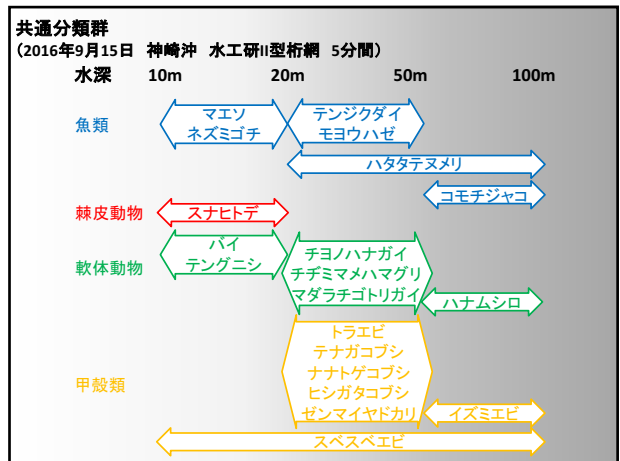 共通分類群
(2016年9月15日　神崎沖　水工研II型桁網　5分間)
水深　10m　20m　50m　100m
魚類
マエソ
ネズミゴチ
テンジクダイ
モヨウハゼ
ハタタテヌメリ
コモチジャコ
棘皮動物
スナヒトデ
軟体動物
バイ
テングニシ
チヨノハナガイ
チヂミマメハマグリ
マダラチゴトリガイ
ハナムシロ
甲殻類
トラエビ
テナガコブシ
ナナトゲコブシ
ヒシガタコブシ
ゼンマイヤドカリ
イズミエビ
スベスベエビ